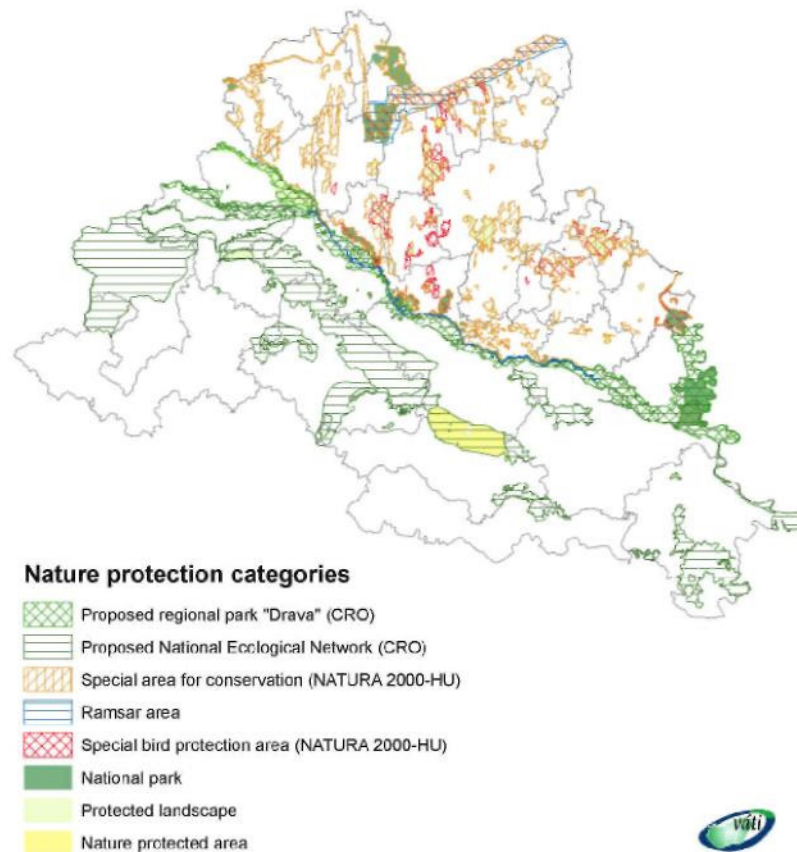 Nature protection categories
Proposed regional park "Drava" (CRO)
Proposed National Ecological Network (CRO)
Special area for conservation (NATURA 2000-HU)
Ramsar area
Special bird protection area (NATURA 2000-HU)
National park
Protected landscape
Nature protected area
váti